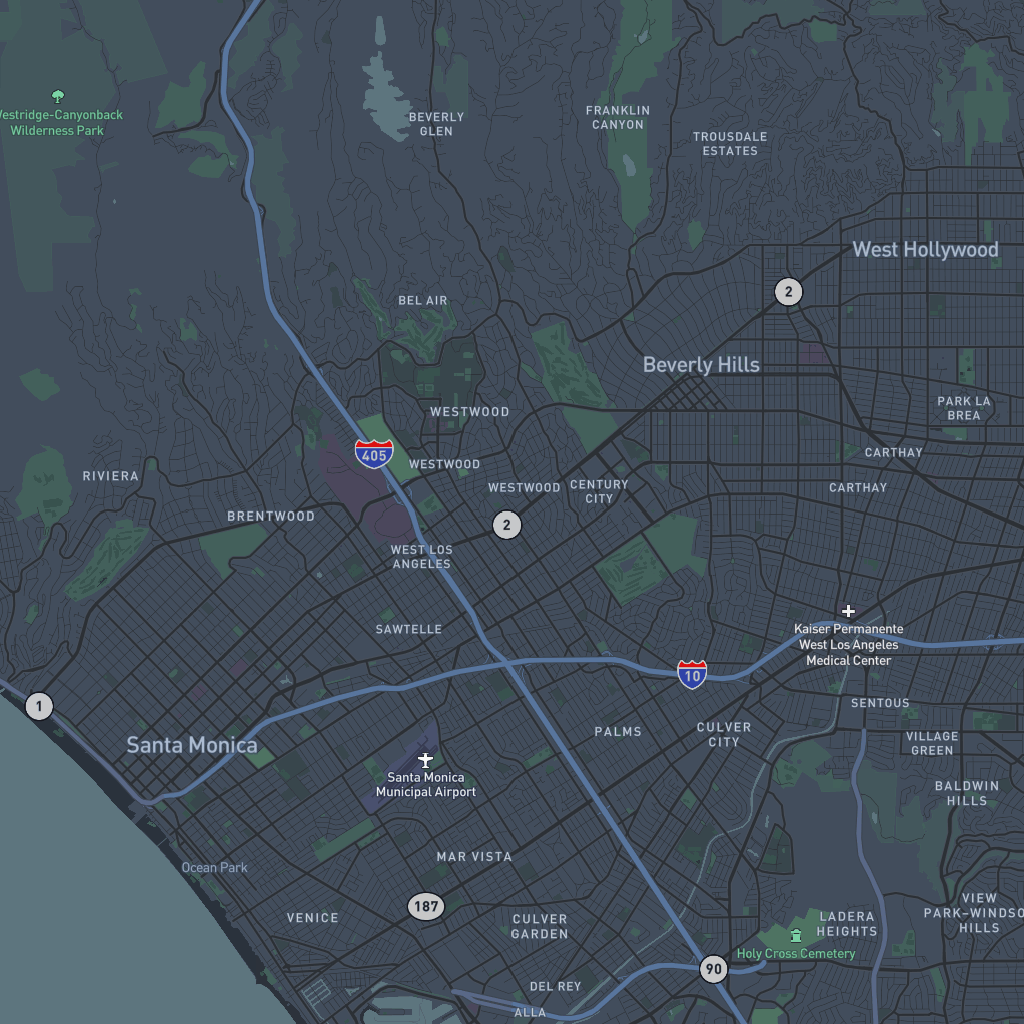 Westridge-Canyonback
Wilderness Park
BEVERLY
GLEN
FRANKLIN
CANYON
TROUSDALE
ESTATES
West Hollywood
2
BEL AIR
Beverly Hills
PARK LA
BREA
WESTWOOD
CARTHAY
405
WESTWOOD
RIVIERA
WESTWOOD
CENTURY
CITY
CARTHAY
BRENTWOOD
2
WEST LOS
ANGELES
SAWTELLE
Kaiser Permanente
West Los Angeles
Medical Center
10
1
SENTOUS
PALMS
CULVER
CITY
VILLAGE
GREEN
Santa Monica
Santa Monica
Municipal Airport
BALDWIN
HILLS
MAR VISTA
Ocean Park
187
VENICE
CULVER
GARDEN
LADERA
HEIGHTS
VIEW
PARK–WINDSO
HILLS
Holy Cross Cemetery
90
DEL REY
ALLA